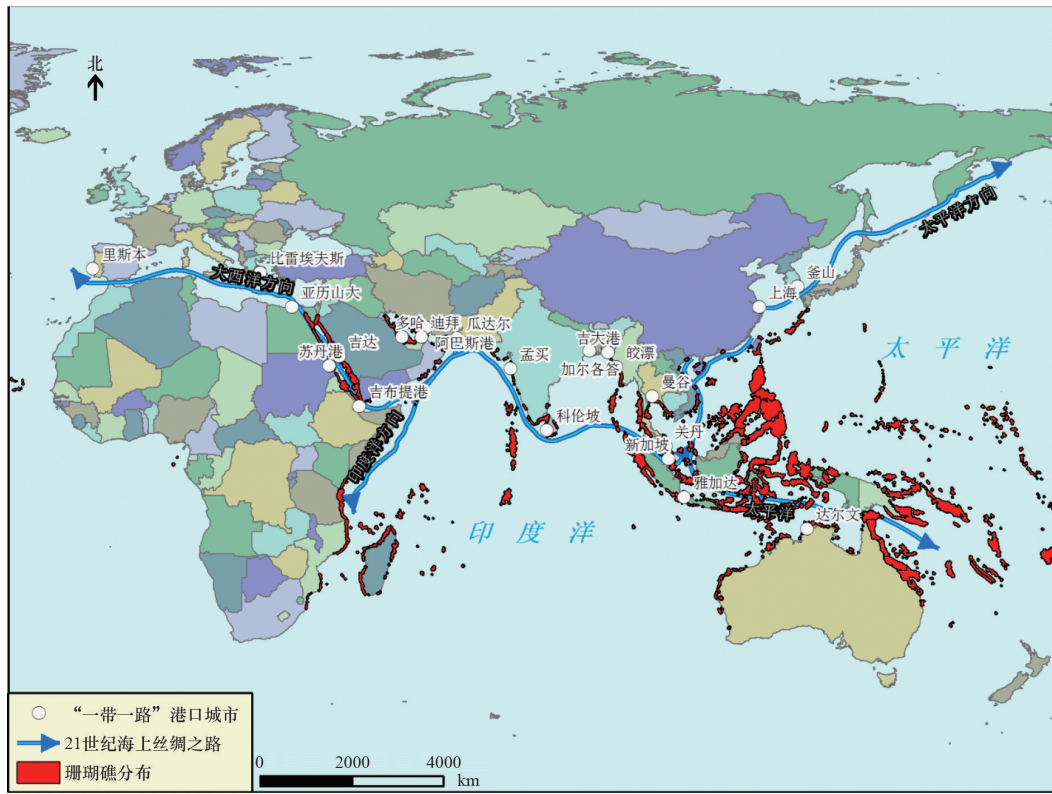 北
太平洋方向
里斯本
比雷埃夫斯
大西洋方向
釜山
上海
亚历山大
多哈
迪拜
瓜达尔
吉达
阿巴斯港
吉大港
皎漂
太平洋
苏丹港
孟买
加尔各答
曼谷
吉布提港
科伦坡
关丹
印度洋方向
新加坡
雅加达
太平洋
达尔文
印度洋
“一带一路”港口城市
21世纪海上丝绸之路
珊瑚礁分布
0 2000 4000
km